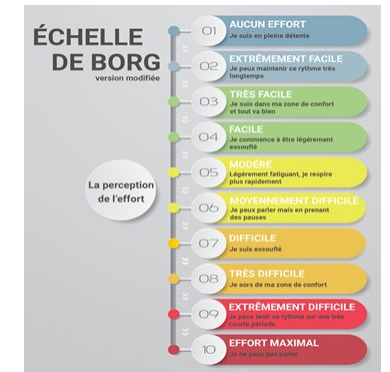 ÉCHELLE
DE BORG
version modifiée
La perception
de l'effort
01
AUCUN EFFORT
Je suis en pleine détente
02
EXTRÊMEMENT FACILE
Je peux maintenir ce rythme très
longtemps
03
TRÈS FACILE
Je suis dans ma zone de confort
et tout va bien
04
FACILE
Je commence à être légèrement
essouflé
05
MODÉRÉ
Légèrement fatiguant, je respire
plus rapidement
06
MOYENNEMENT DIFFICILE
Je peux parler mais en prenant
des pauses
07
DIFFICILE
Je suis essouflé
08
TRÈS DIFFICILE
Je sors de ma zone de confort
09
EXTRÊMEMENT DIFFICILE
Je peux tenir ce rythme sur une très
courte période
10
EFFORT MAXIMAL
Je ne peux pas parler